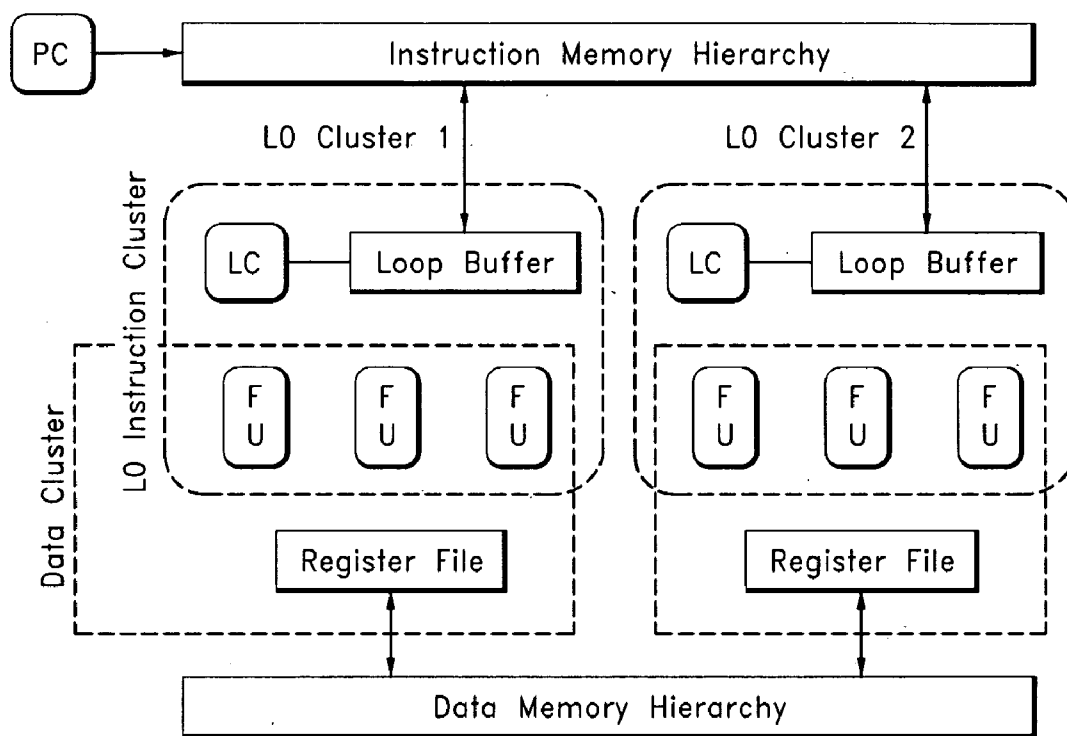 PC
Instruction Memory Hierarchy
L0 Cluster 1
L0 Cluster 2
L0 Instruction Cluster
Data Cluster
LC
Loop Buffer
LC
Loop Buffer
F
U
F
U
F
U
F
U
F
U
F
U
Register File
Register File
Data Memory Hierarchy